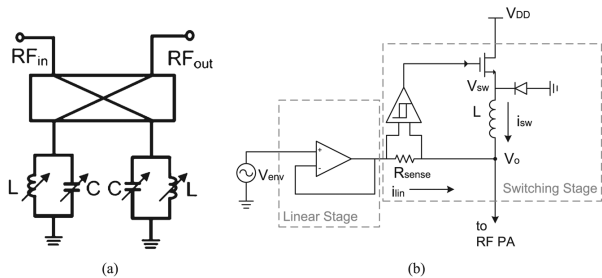 RFin
RFout
L
C
C
L
(a)
VDD
Vsw
L
isw
Venv
+
-
Rsense
Vo
ilin
Linear Stage
Switching Stage
to
RF PA
(b)